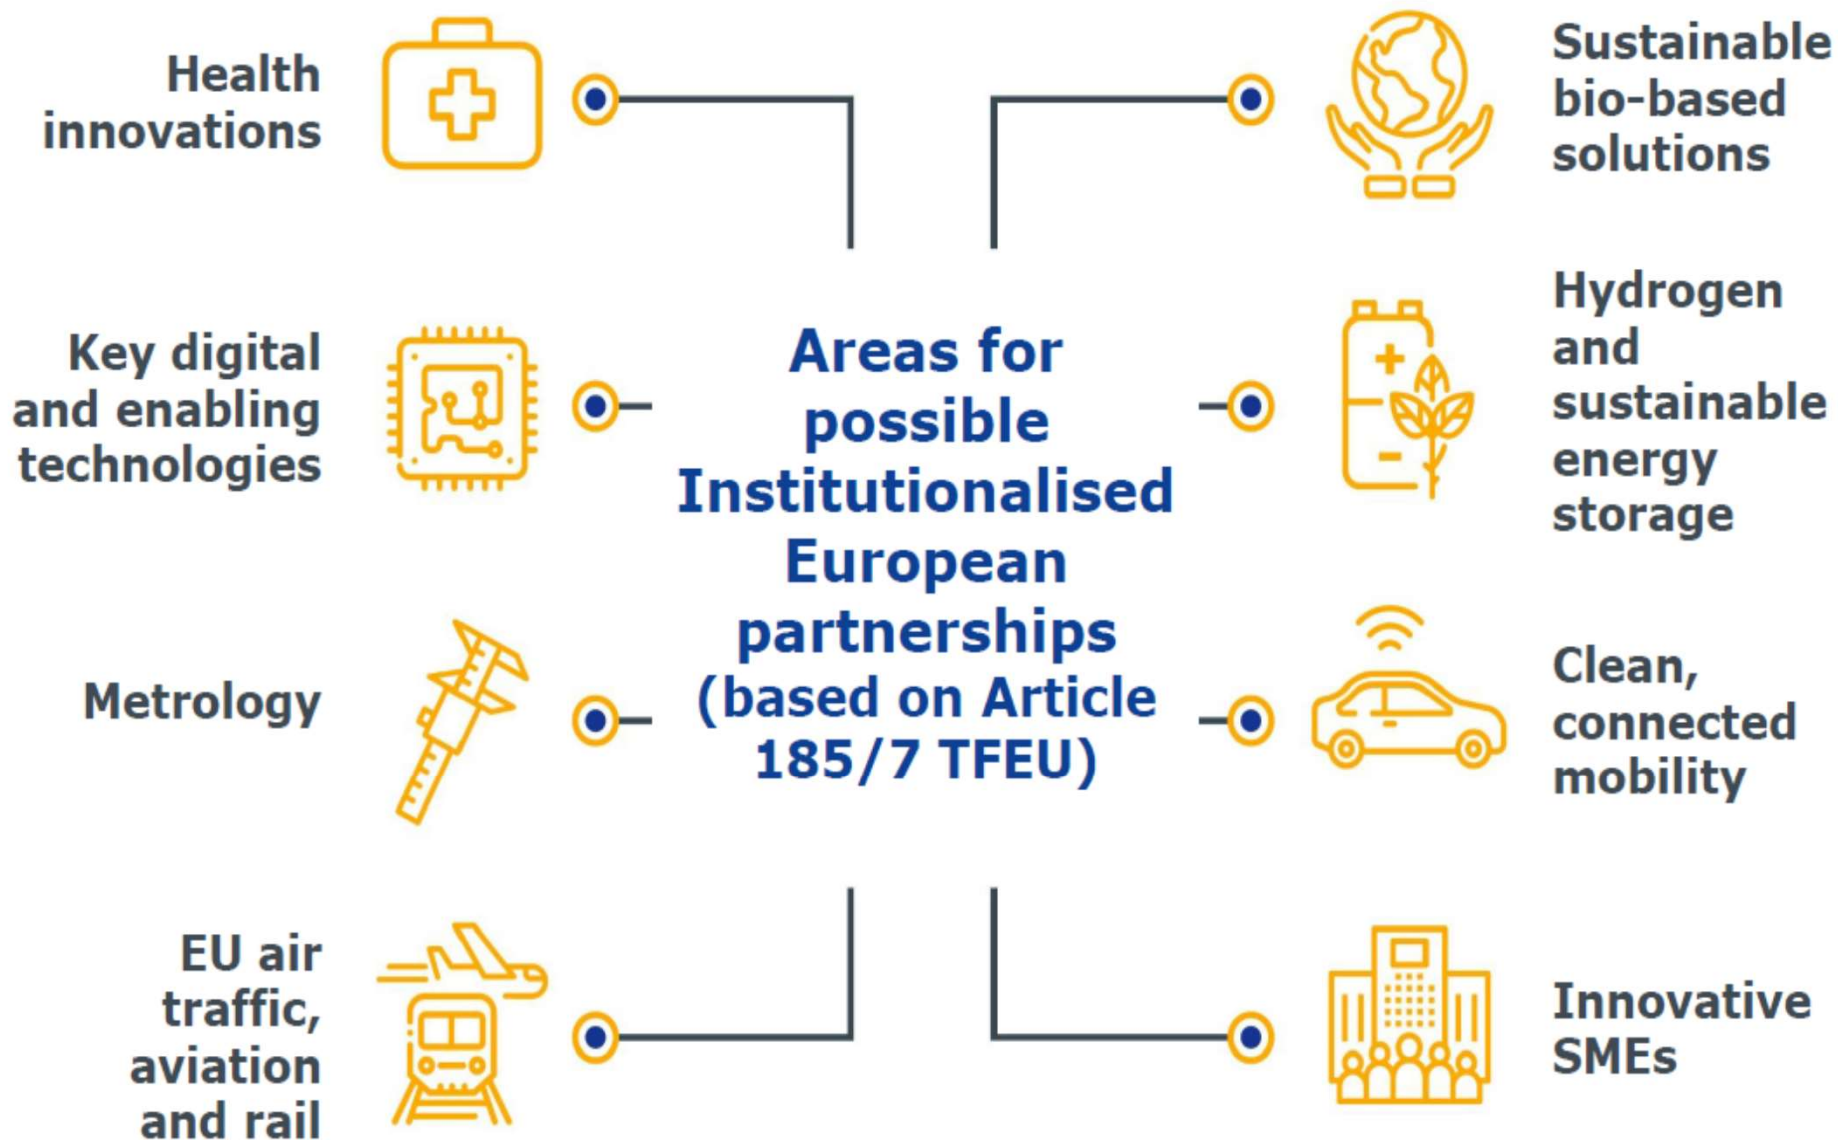 Health
innovations
Key digital
and enabling
technologies
Metrology
EU air
traffic,
aviation
and rail
Areas for
possible
Institutionalised
European
partnerships
(based on Article
185/7 TFEU)
Sustainable
bio-based
solutions
Hydrogen
and
sustainable
energy
storage
Clean,
connected
mobility
Innovative
SMEs